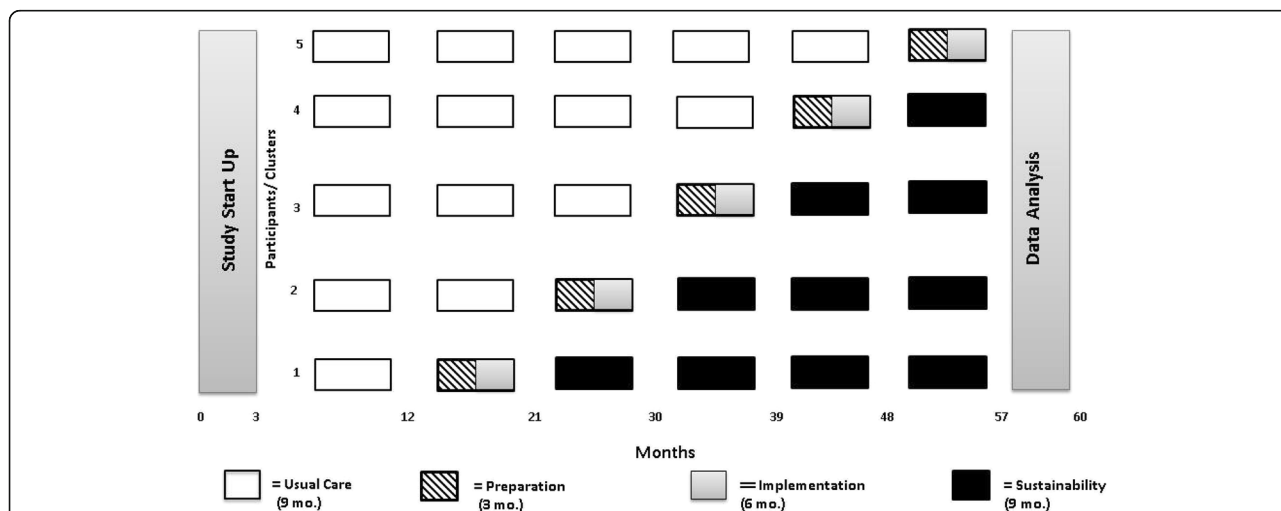 5
4
3
2
1
Participants/ Clusters
Study Start Up
Data Analysis
0 3 12 21 30 39 48 57 60
Months
= Usual Care
(9 mo.)
= Preparation
(3 mo.)
= Implementation
(6 mo.)
= Sustainability
(9 mo.)